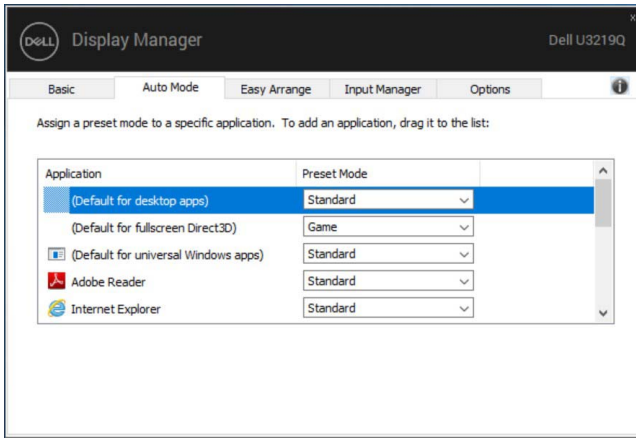 DELL Display Manager Dell U3219Q
Basic Auto Mode Easy Arrange Input Manager Options
Assign a preset mode to a specific application. To add an application, drag it to the list:
Application Preset Mode
(Default for desktop apps) Standard
(Default for fullscreen Direct3D) Game
(Default for universal Windows apps) Standard
Adobe Reader Standard
Internet Explorer Standard